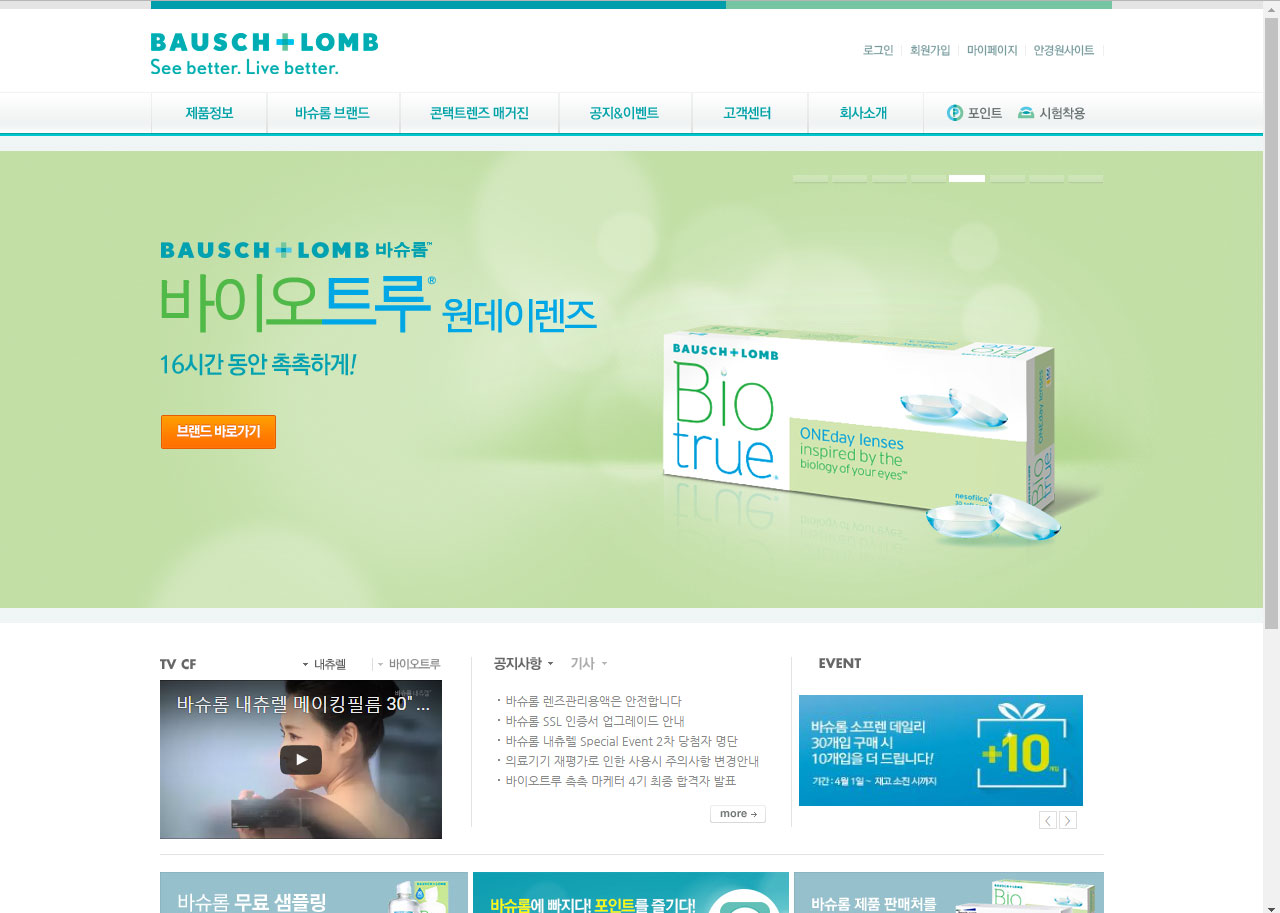 BAUSCH+LOMB
See better. Live better.
로그인 회원가입 마이페이지 안경원사이트
제품정보 바슈롬 브랜드 콘택트렌즈 매거진 공지&이벤트 고객센터 회사소개 포인트 시험착용
BAUSCH+LOMB 바슈롬™
바이오트루® 원데이렌즈
16시간 동안 촉촉하게!
브랜드 바로가기
BAUSCH+LOMB
Bio
true.
ONEday lenses
inspired by the
biology of your eyes™
TV CF 내츄렐 바이오트루
바슈롬 내츄렐 메이킹필름 30" ...
공지사항 기사
바슈롬 렌즈관리용액은 안전합니다
바슈롬 SSL 인증서 업그레이드 안내
바슈롬 내츄렐 Special Event 2차 당첨자 명단
의료기기 재평가로 인한 사용시 주의사항 변경안내
바이오트루 촉촉 마케터 4기 최종 합격자 발표
more
EVENT
바슈롬 소프렌 데일리
30개입 구매 시
10개입을 더 드립니다!
기간 : 4월 1일 ~ 재고 소진 시까지
+10개입
바슈롬 무료 샘플링
BAUSCH+LOMB
바슈롬에 빠지다! 포인트를 즐기다!
바슈롬 제품 판매처를
BAUSCH+LOMB
Bio